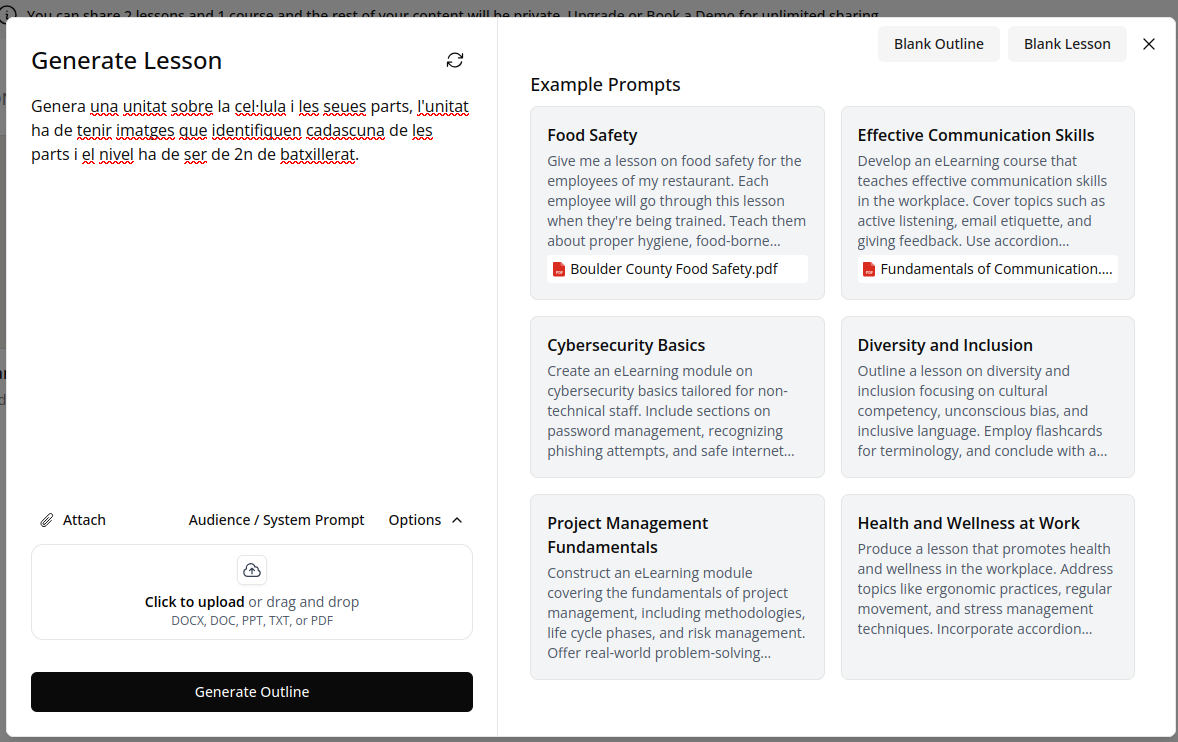 You can share 2 lessons and 1 course and the rest of your content will be private. Upgrade or Book a Demo for unlimited sharing.
Generate Lesson
Genera una unitat sobre la cel·lula i les seues parts, l'unitat
ha de tenir imatges que identifiquen cadascuna de les
parts i el nivel ha de ser de 2n de batxillerat.
Attach
Audience / System Prompt
Options
Click to upload or drag and drop
DOCX, DOC, PPT, TXT, or PDF
Generate Outline
Blank Outline
Blank Lesson
Example Prompts
Food Safety
Give me a lesson on food safety for the
employees of my restaurant. Each
employee will go through this lesson
when they're being trained. Teach them
about proper hygiene, food-borne...
Boulder County Food Safety.pdf
Effective Communication Skills
Develop an eLearning course that
teaches effective communication skills
in the workplace. Cover topics such as
active listening, email etiquette, and
giving feedback. Use accordion...
Fundamentals of Communication....
Cybersecurity Basics
Create an eLearning module on
cybersecurity basics tailored for non-
technical staff. Include sections on
password management, recognizing
phishing attempts, and safe internet...
Diversity and Inclusion
Outline a lesson on diversity and
inclusion focusing on cultural
competency, unconscious bias, and
inclusive language. Employ flashcards
for terminology, and conclude with a...
Project Management
Fundamentals
Construct an eLearning module
covering the fundamentals of project
management, including methodologies,
life cycle phases, and risk management.
Offer real-world problem-solving...
Health and Wellness at Work
Produce a lesson that promotes health
and wellness in the workplace. Address
topics like ergonomic practices, regular
movement, and stress management
techniques. Incorporate accordion...